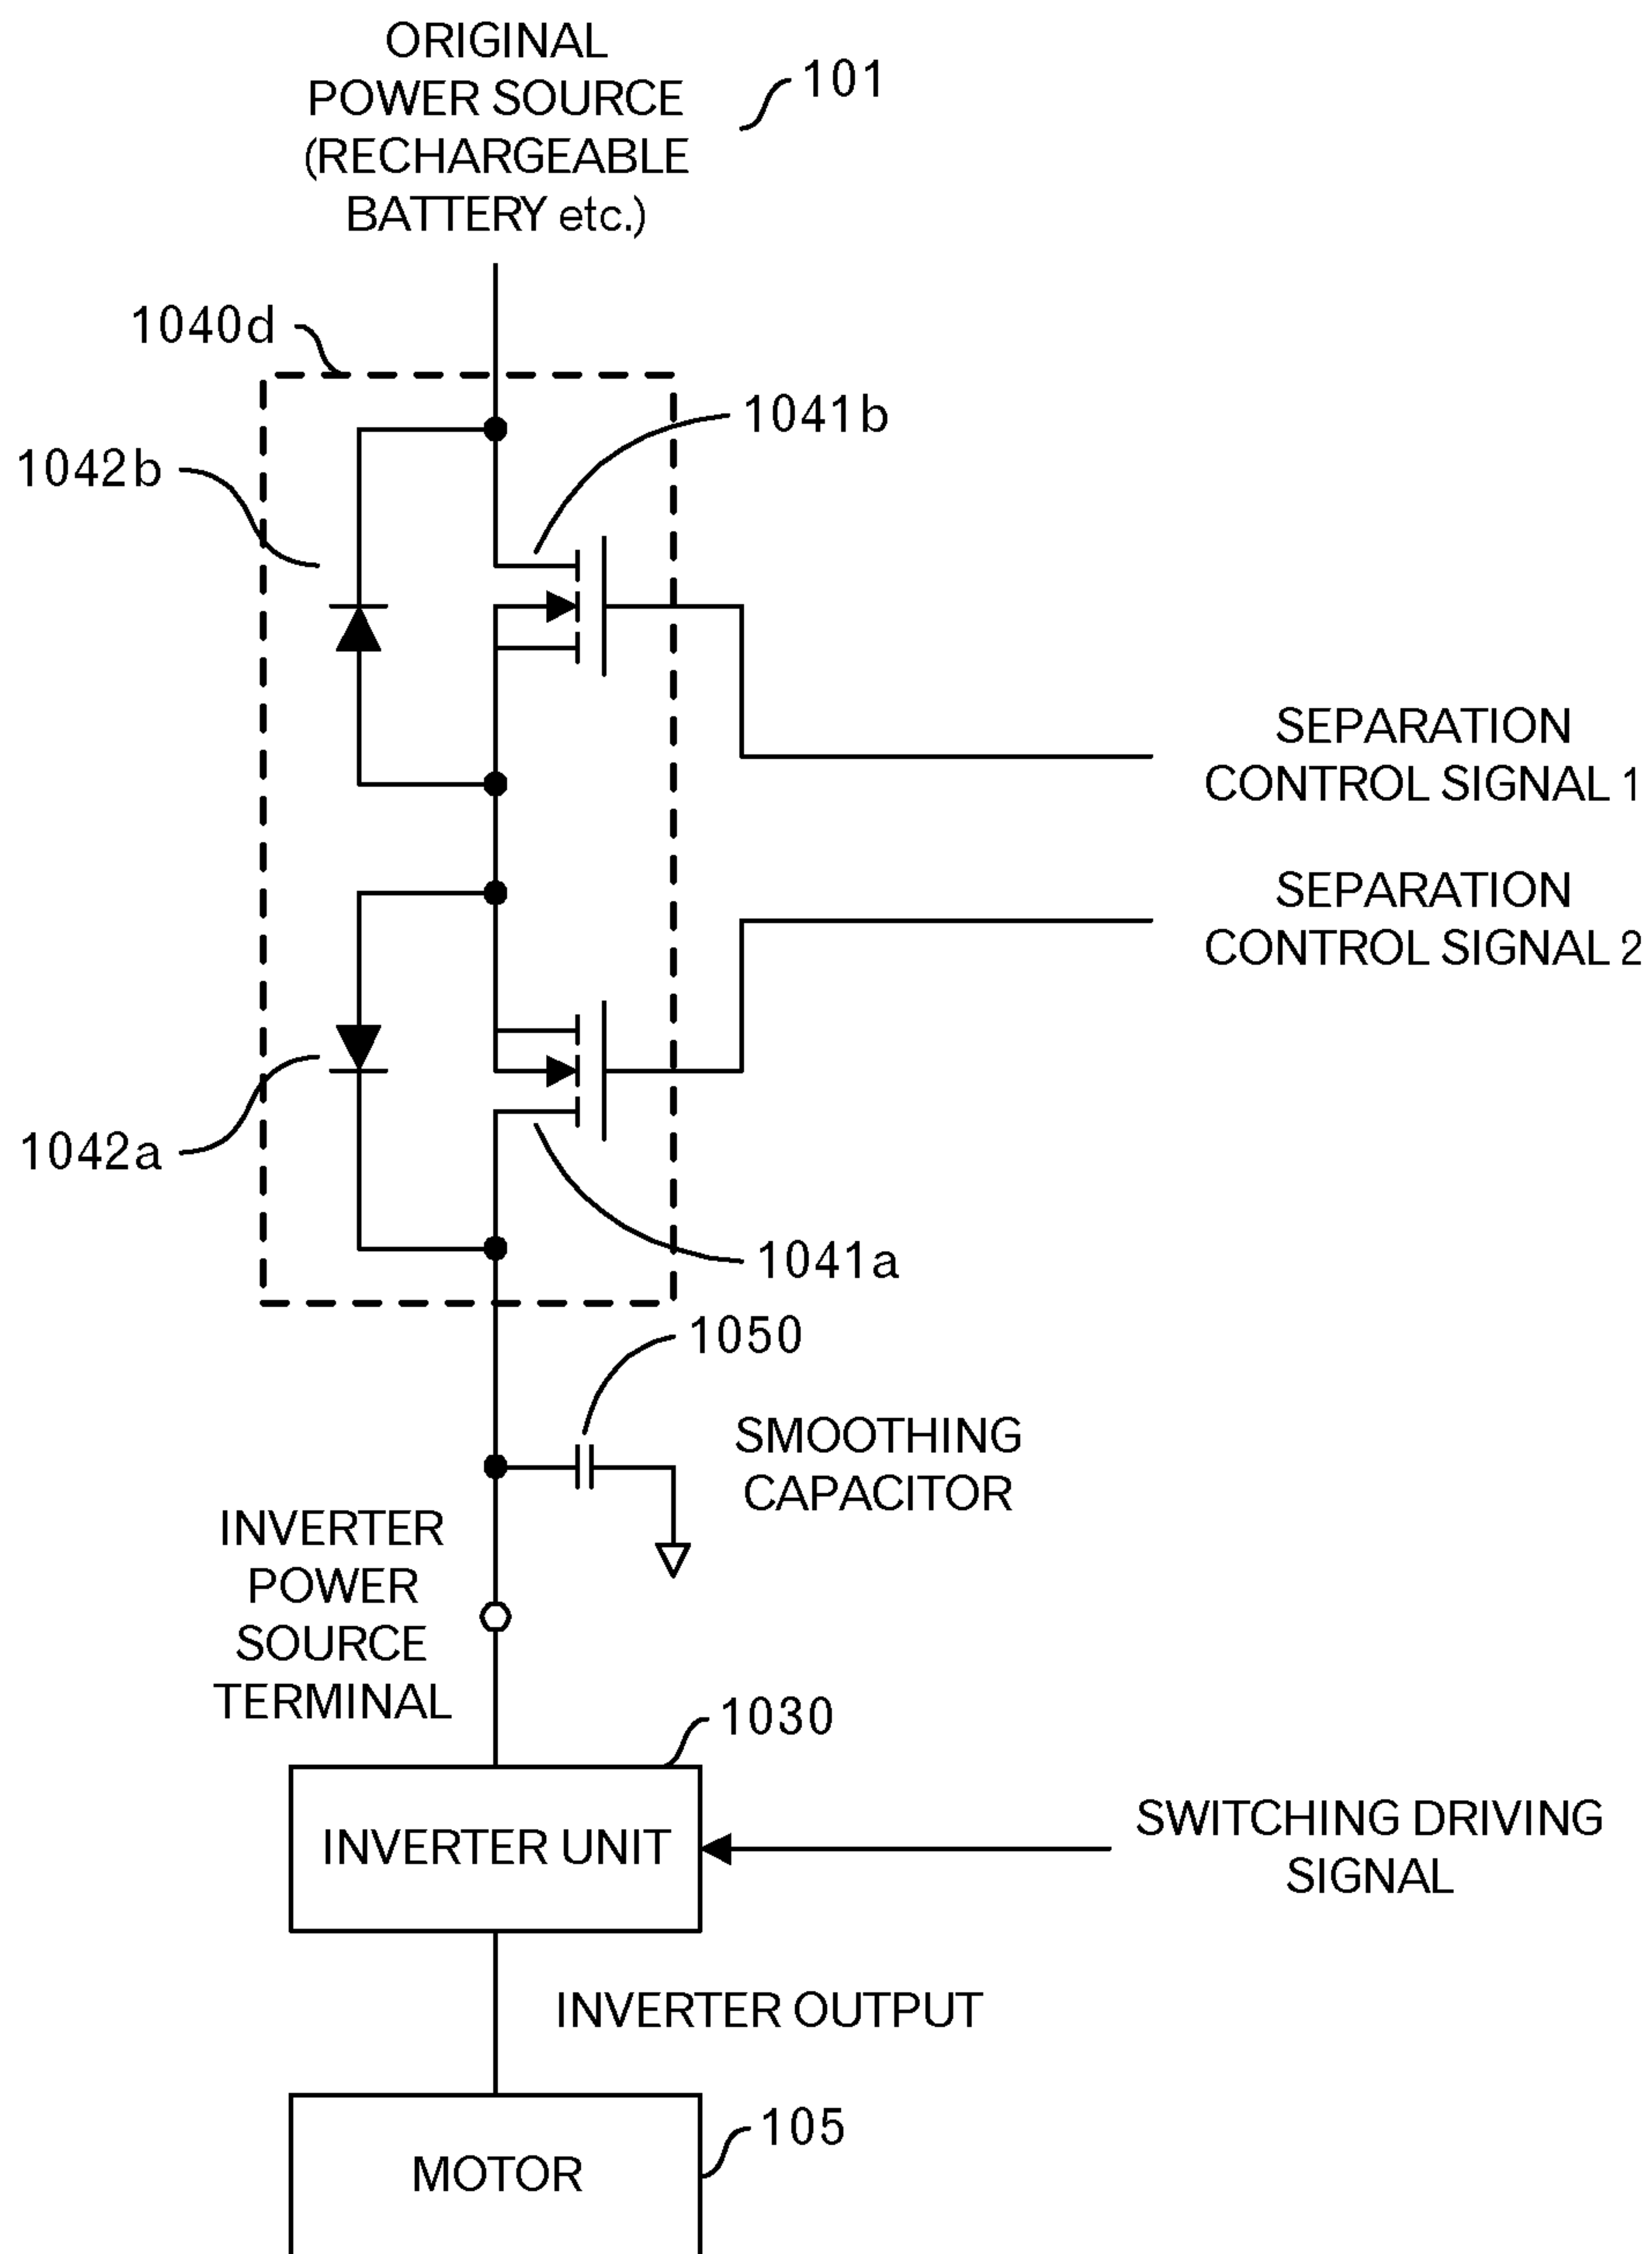 ORIGINAL
POWER SOURCE
(RECHARGEABLE
BATTERY etc.)
101
1040d
1041b
1042b
SEPARATION
CONTROL SIGNAL 1
SEPARATION
CONTROL SIGNAL 2
1042a
1041a
1050
SMOOTHING
CAPACITOR
INVERTER
POWER
SOURCE
TERMINAL
1030
INVERTER UNIT
SWITCHING DRIVING
SIGNAL
INVERTER OUTPUT
105
MOTOR